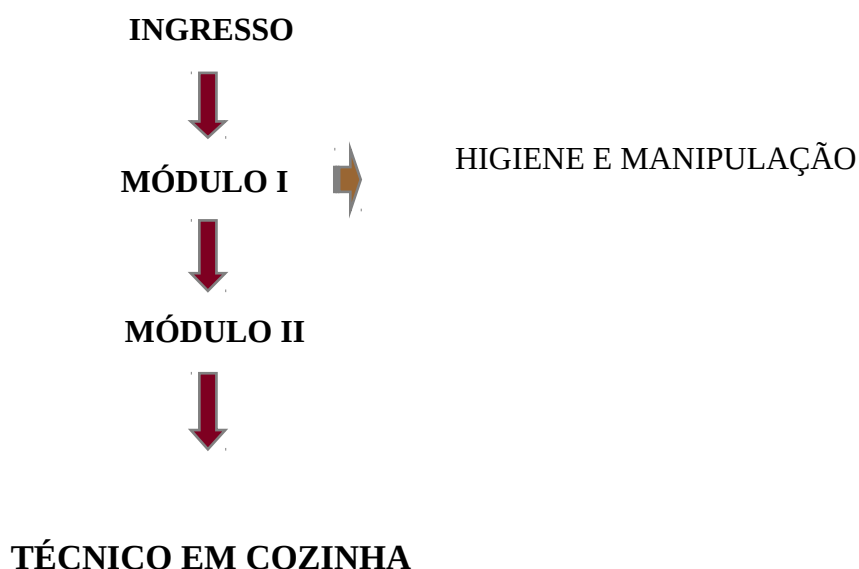 INGRESSO
HIGIENE E MANIPULAÇÃO
MÓDULO I
MÓDULO II
TÉCNICO EM COZINHA